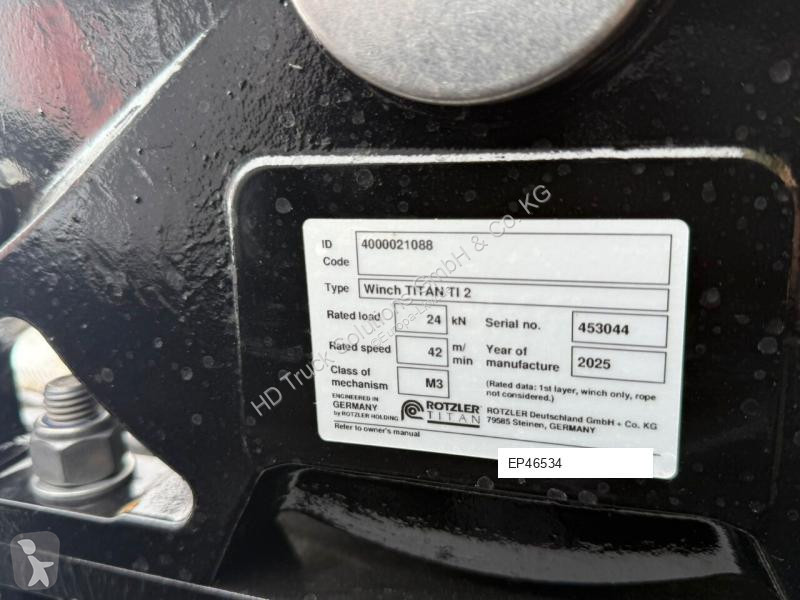 ID 4000021088
Code
Type Winch TITAN TI 2
Rated load 24 kN Serial no. 453044
Rated speed 42 m/min Year of manufacture 2025
Class of mechanism M3 (Rated data: 1st layer, winch only, rope not considered.)
ENGINEERED IN
GERMANY
by ROTZLER HOLDING
ROTZLER
TITAN
ROTZLER Deutschland GmbH + Co. KG
79585 Steinen, GERMANY
Refer to owner's manual
EP46534
HD Truck Solutions GmbH & Co. KG